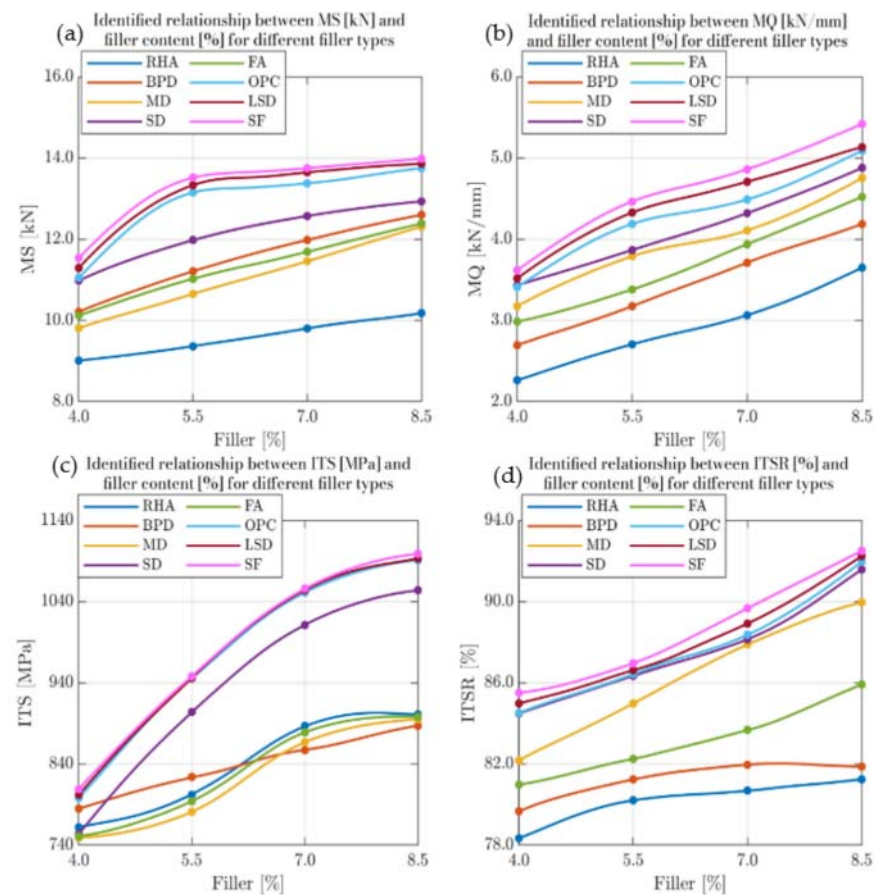 (a) Identified relationship between MS [kN] and
filler content [%] for different filler types
RHA FA
BPD OPC
MD LSD
SD SF
16.0
14.0
12.0
10.0
8.0
MS [kN]
4.0 5.5 7.0 8.5
Filler [%]
(b) Identified relationship between MQ [kN/mm]
and filler content [%] for different filler types
RHA FA
BPD OPC
MD LSD
SD SF
6.0
5.0
4.0
3.0
2.0
MQ [kN/mm]
4.0 5.5 7.0 8.5
Filler [%]
(c) Identified relationship between ITS [MPa] and
filler content [%] for different filler types
RHA FA
BPD OPC
MD LSD
SD SF
1140
1040
940
840
740
ITS [MPa]
4.0 5.5 7.0 8.5
Filler [%]
(d) Identified relationship between ITSR [%] and
filler content [%] for different filler types
RHA FA
BPD OPC
MD LSD
SD SF
94.0
90.0
86.0
82.0
78.0
ITSR [%]
4.0 5.5 7.0 8.5
Filler [%]